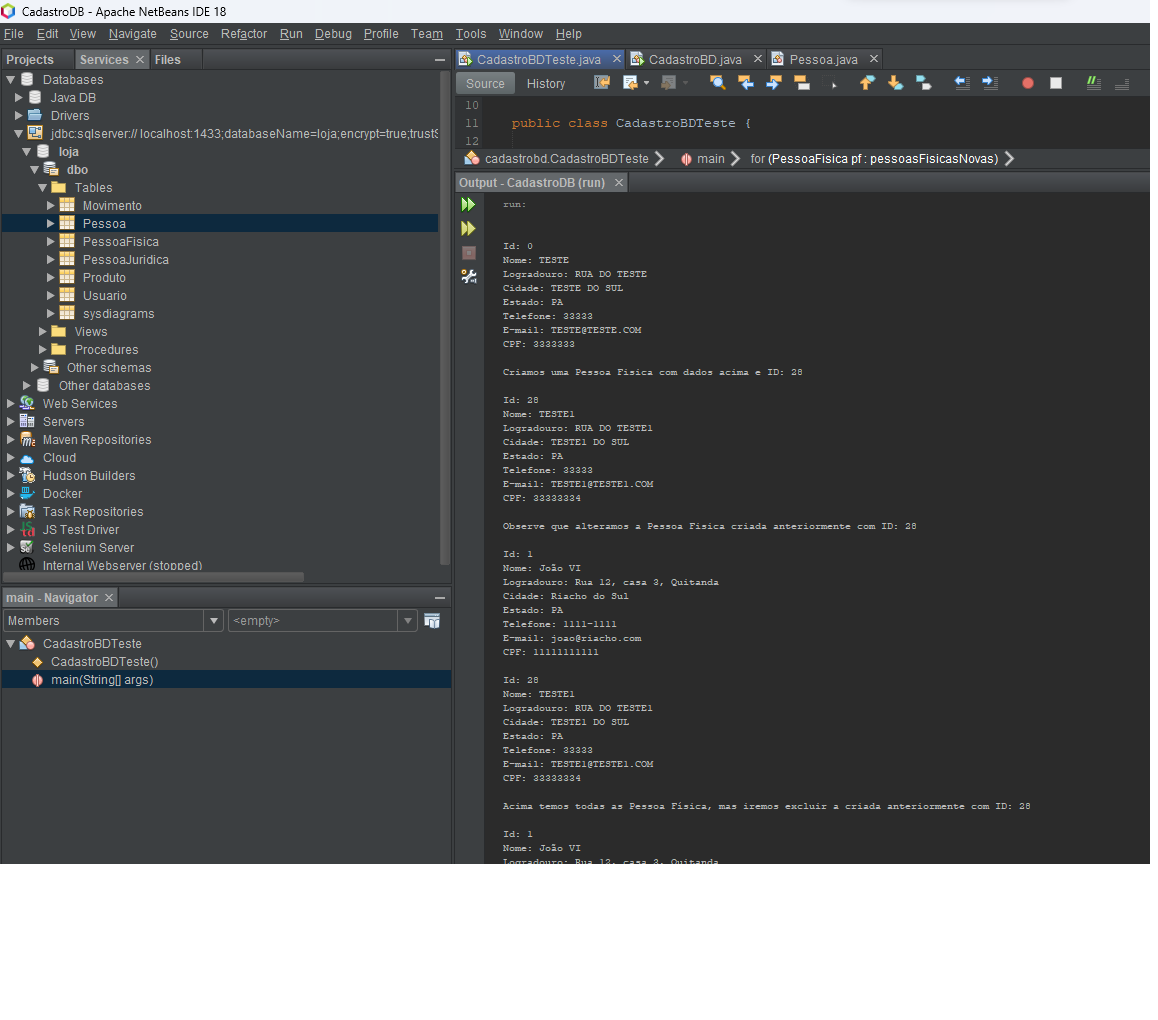 CadastroDB - Apache NetBeans IDE 18
File Edit View Navigate Source Refactor Run Debug Profile Team Tools Window Help
Projects Services Files
Databases
Java DB
Drivers
jdbc:sqlserver:// localhost:1433;databaseName=loja;encrypt=true;trustS
loja
dbo
Tables
Movimento
Pessoa
PessoaFisica
PessoaJuridica
Produto
Usuario
sysdiagrams
Views
Procedures
Other schemas
Other databases
Web Services
Servers
Maven Repositories
Cloud
Hudson Builders
Docker
Task Repositories
JS Test Driver
Selenium Server
Internal Webserver (stopped)
main - Navigator
Members <empty>
CadastroBDTeste
CadastroBDTeste()
main(String[] args)
CadastroBDTeste.java CadastroBD.java Pessoa.java
Source History
10
11 public class CadastroBDTeste {
12
cadastrobd.CadastroBDTeste main for (PessoaFisica pf : pessoasFisicasNovas)
Output - CadastroDB (run)
run:
Id: 0
Nome: TESTE
Logradouro: RUA DO TESTE
Cidade: TESTE DO SUL
Estado: PA
Telefone: 33333
E-mail: TESTE@TESTE.COM
CPF: 3333333
Criamos uma Pessoa Fisica com dados acima e ID: 28
Id: 28
Nome: TESTE1
Logradouro: RUA DO TESTE1
Cidade: TESTE1 DO SUL
Estado: PA
Telefone: 33333
E-mail: TESTE1@TESTE1.COM
CPF: 33333334
Observe que alteramos a Pessoa Fisica criada anteriormente com ID: 28
Id: 1
Nome: João VI
Logradouro: Rua 12, casa 3, Quitanda
Cidade: Riacho do Sul
Estado: PA
Telefone: 1111-1111
E-mail: joao@riacho.com
CPF: 11111111111
Id: 28
Nome: TESTE1
Logradouro: RUA DO TESTE1
Cidade: TESTE1 DO SUL
Estado: PA
Telefone: 33333
E-mail: TESTE1@TESTE1.COM
CPF: 33333334
Acima temos todas as Pessoa Física, mas iremos excluir a criada anteriormente com ID: 28
Id: 1
Nome: João VI
Logradouro: Rua 12, casa 3, Quitanda